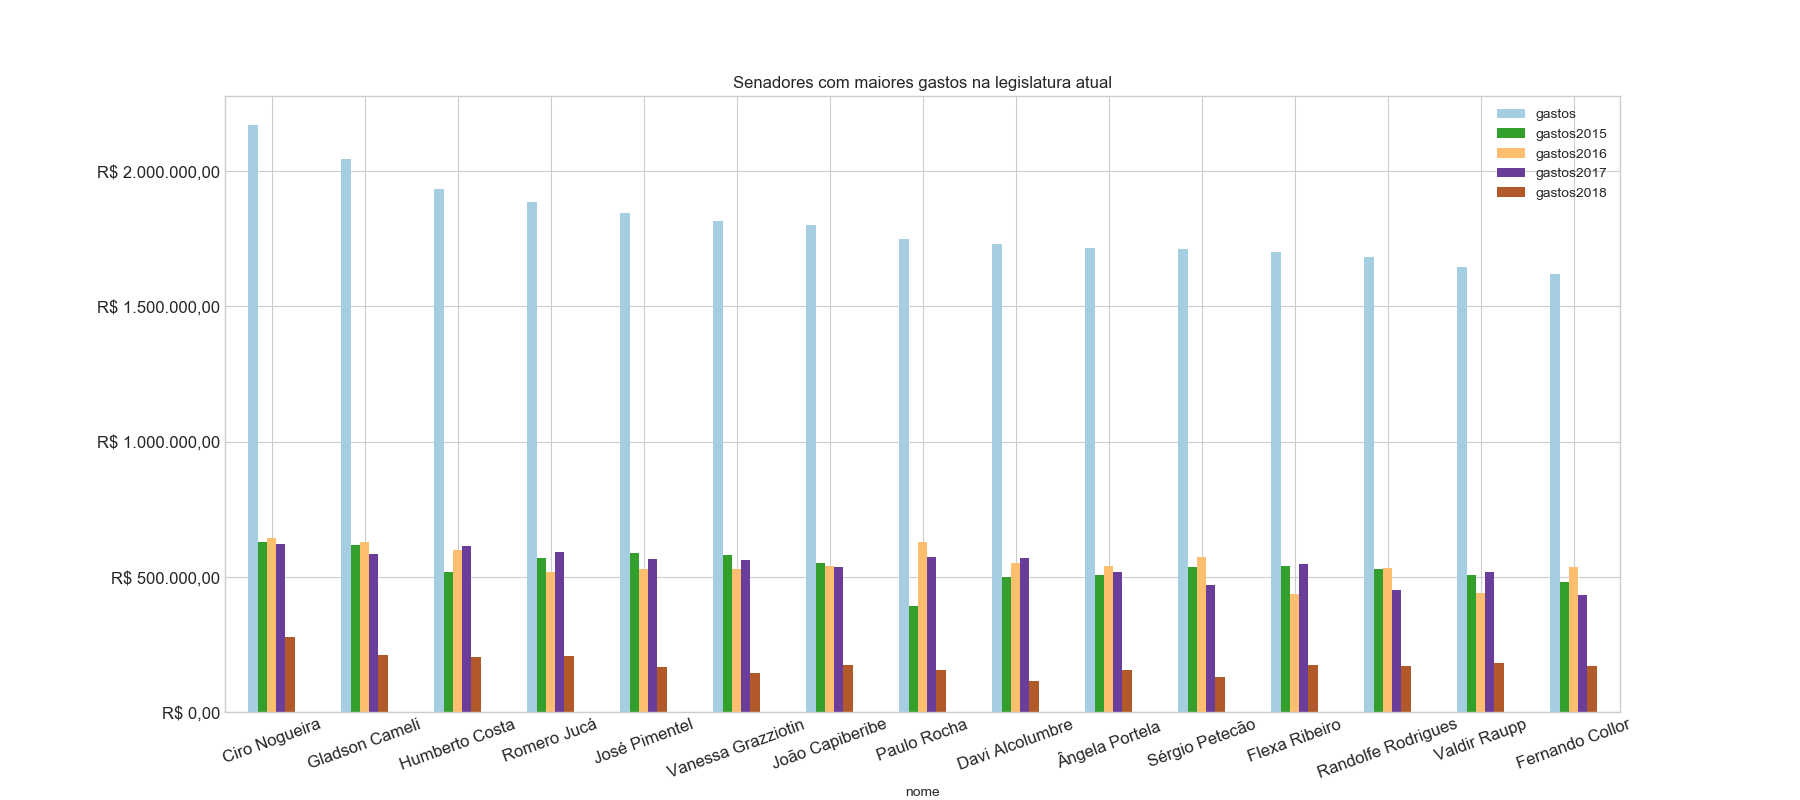 Senadores com maiores gastos na legislatura atual
gastos
gastos2015
gastos2016
gastos2017
gastos2018
R$ 2.000.000,00
R$ 1.500.000,00
R$ 1.000.000,00
R$ 500.000,00
R$ 0,00
Ciro Nogueira
Gladson Cameli
Humberto Costa
Romero Jucá
José Pimentel
Vanessa Grazziotin
João Capiberibe
Paulo Rocha
Davi Alcolumbre
Ângela Portela
Sérgio Petecão
Flexa Ribeiro
Randolfe Rodrigues
Valdir Raupp
Fernando Collor
nome